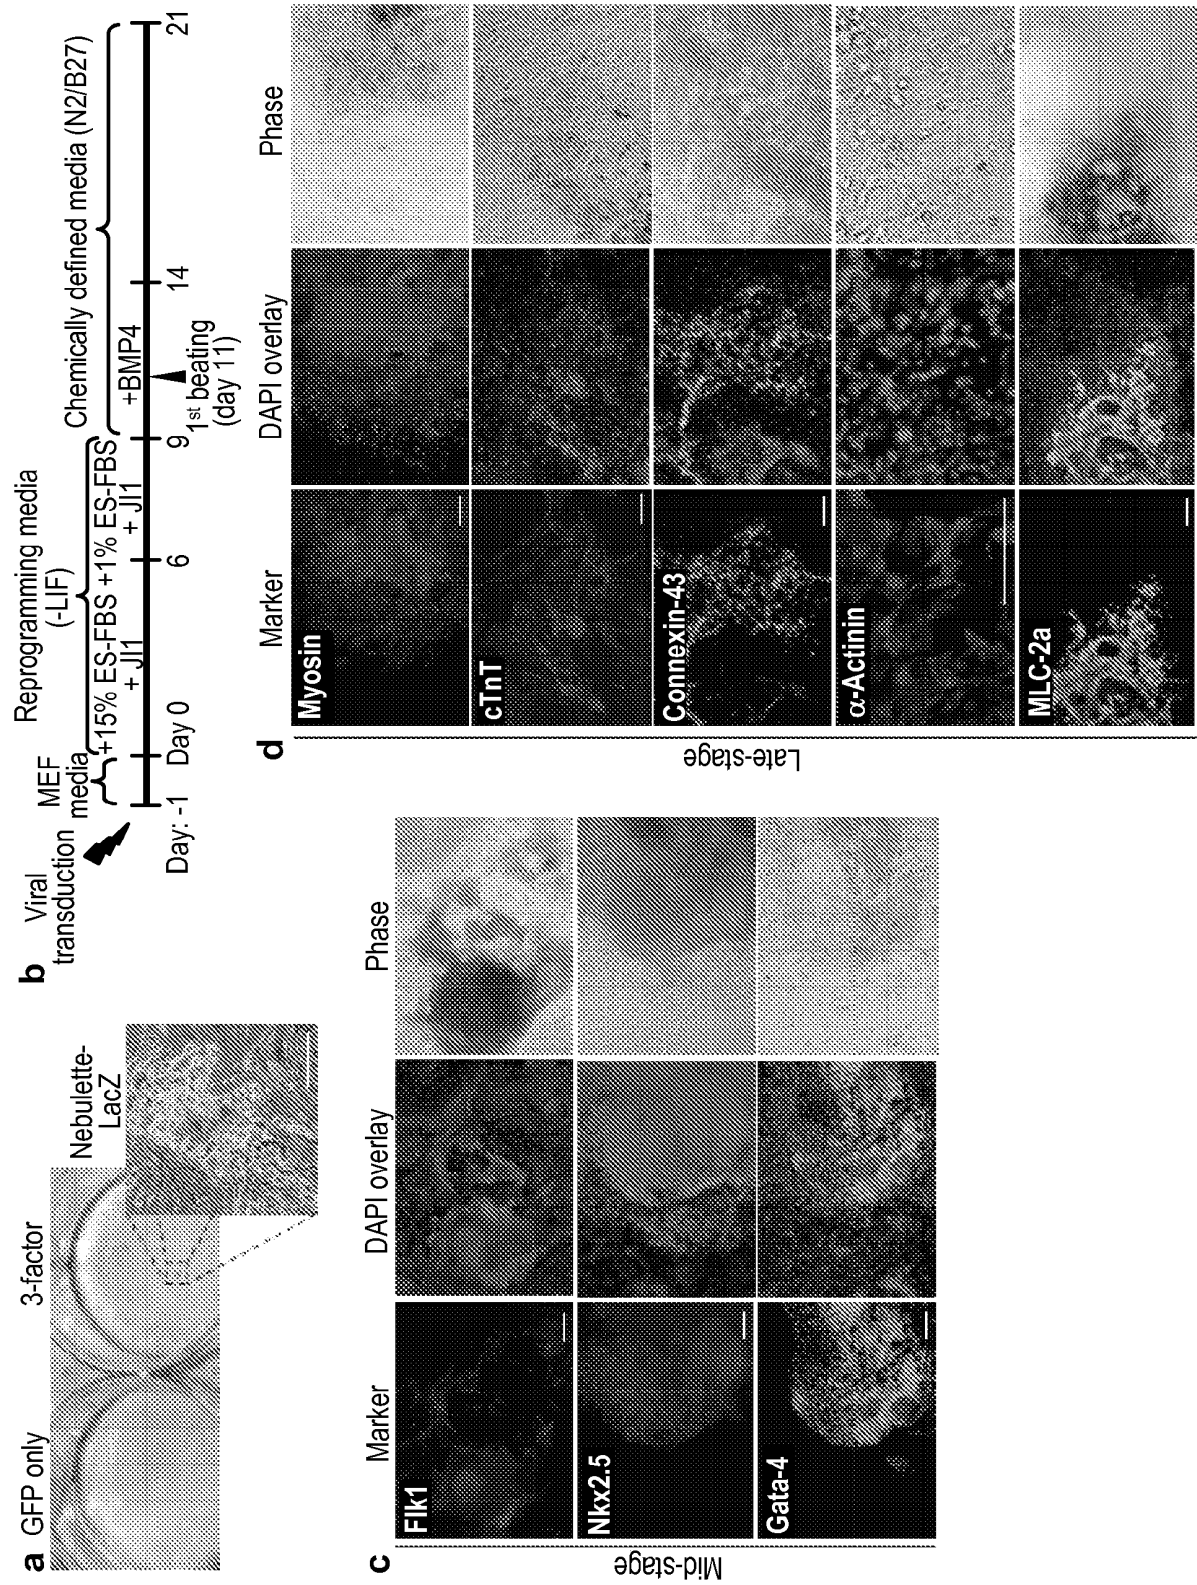 a
GFP only
3-factor
Nebulette-
LacZ
b
Viral
transduction
MEF
media
Reprogramming media
(-LIF)
+15% ES-FBS +1% ES-FBS
+ JI1
+ JI1
Chemically defined media (N2/B27)
+BMP4
Day: -1
Day 0
6
9
14
21
1st beating
(day 11)
c
Marker
DAPI overlay
Phase
Mid-stage
Flk1
Nkx2.5
Gata-4
d
Marker
DAPI overlay
Phase
Late-stage
Myosin
cTnT
Connexin-43
α-Actinin
MLC-2a